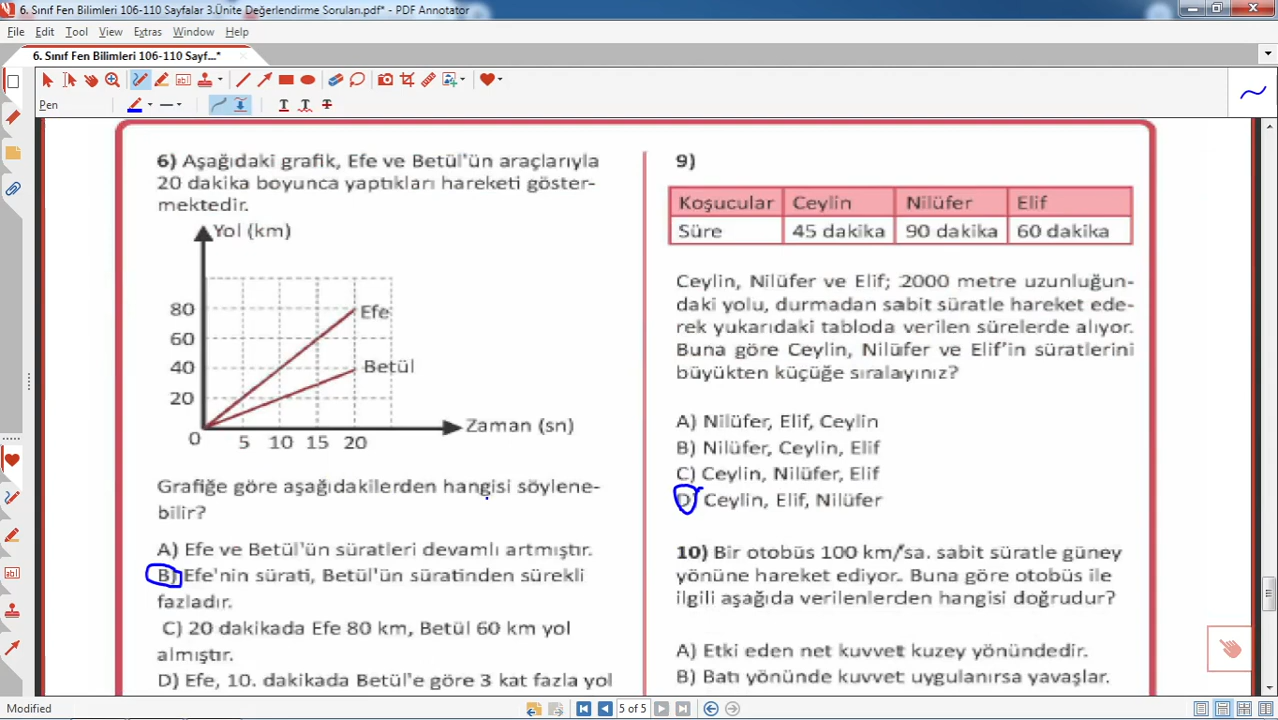 6. Sınıf Fen Bilimleri 106-110 Sayfalar 3.Ünite Değerlendirme Soruları.pdf* - PDF Annotator
File Edit Tool View Extras Window Help
6. Sınıf Fen Bilimleri 106-110 Sayf...*
Pen
6) Aşağıdaki grafik, Efe ve Betül'ün araçlarıyla
20 dakika boyunca yaptıkları hareketi göster-
mektedir.
Yol (km)
80
60
40
20
0
5 10 15 20
Efe
Betül
Zaman (sn)
Grafiğe göre aşağıdakilerden hangisi söylene-
bilir?
A) Efe ve Betül'ün süratleri devamlı artmıştır.
B) Efe'nin sürati, Betül'ün süratinden sürekli
fazladır.
C) 20 dakikada Efe 80 km, Betül 60 km yol
almıştır.
D) Efe, 10. dakikada Betül'e göre 3 kat fazla yol
9)
Koşucular Ceylin Nilüfer Elif
Süre 45 dakika 90 dakika 60 dakika
Ceylin, Nilüfer ve Elif; 2000 metre uzunluğun-
daki yolu, durmadan sabit süratle hareket ede-
rek yukarıdaki tabloda verilen sürelerde alıyor.
Buna göre Ceylin, Nilüfer ve Elif'in süratlerini
büyükten küçüğe sıralayınız?
A) Nilüfer, Elif, Ceylin
B) Nilüfer, Ceylin, Elif
C) Ceylin, Nilüfer, Elif
D) Ceylin, Elif, Nilüfer
10) Bir otobüs 100 km/sa. sabit süratle güney
yönüne hareket ediyor. Buna göre otobüs ile
ilgili aşağıda verilenlerden hangisi doğrudur?
A) Etki eden net kuvvet kuzey yönündedir.
B) Batı yönünde kuvvet uygulanırsa yavaşlar.
Modified
5 of 5